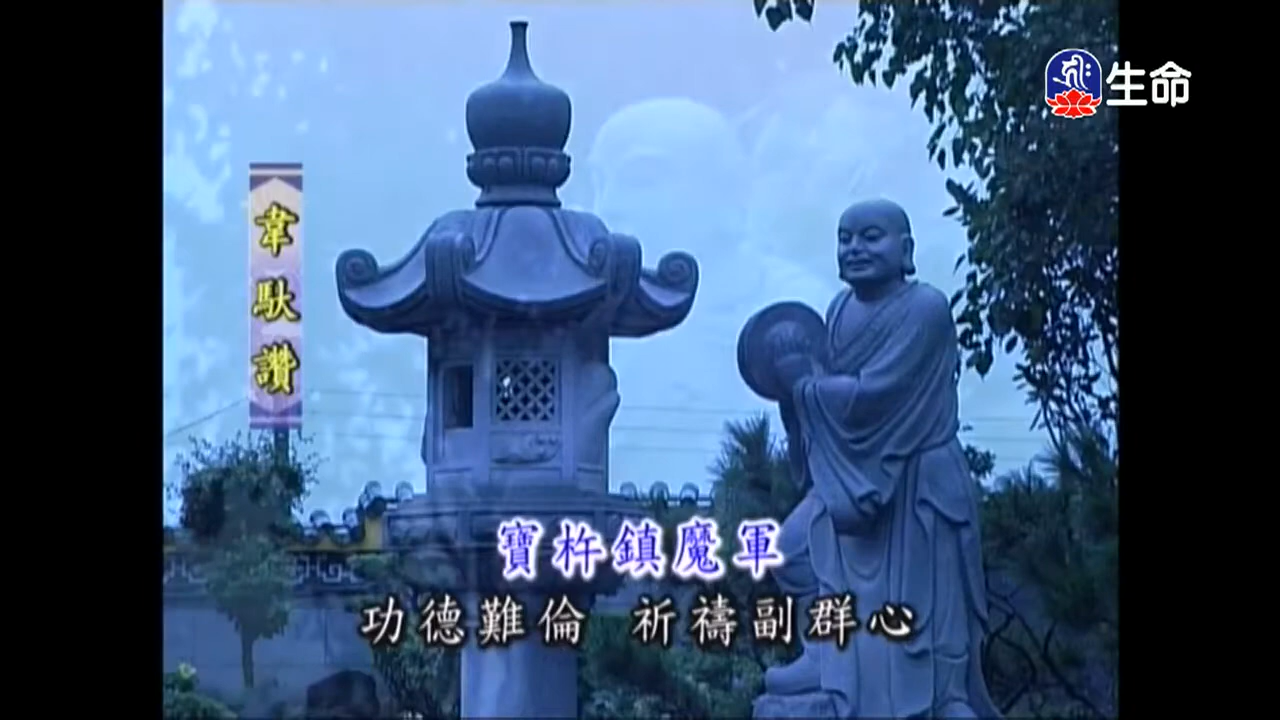 生命
韋馱讚
寶杵鎮魔軍
功德難倫 祈禱副群心